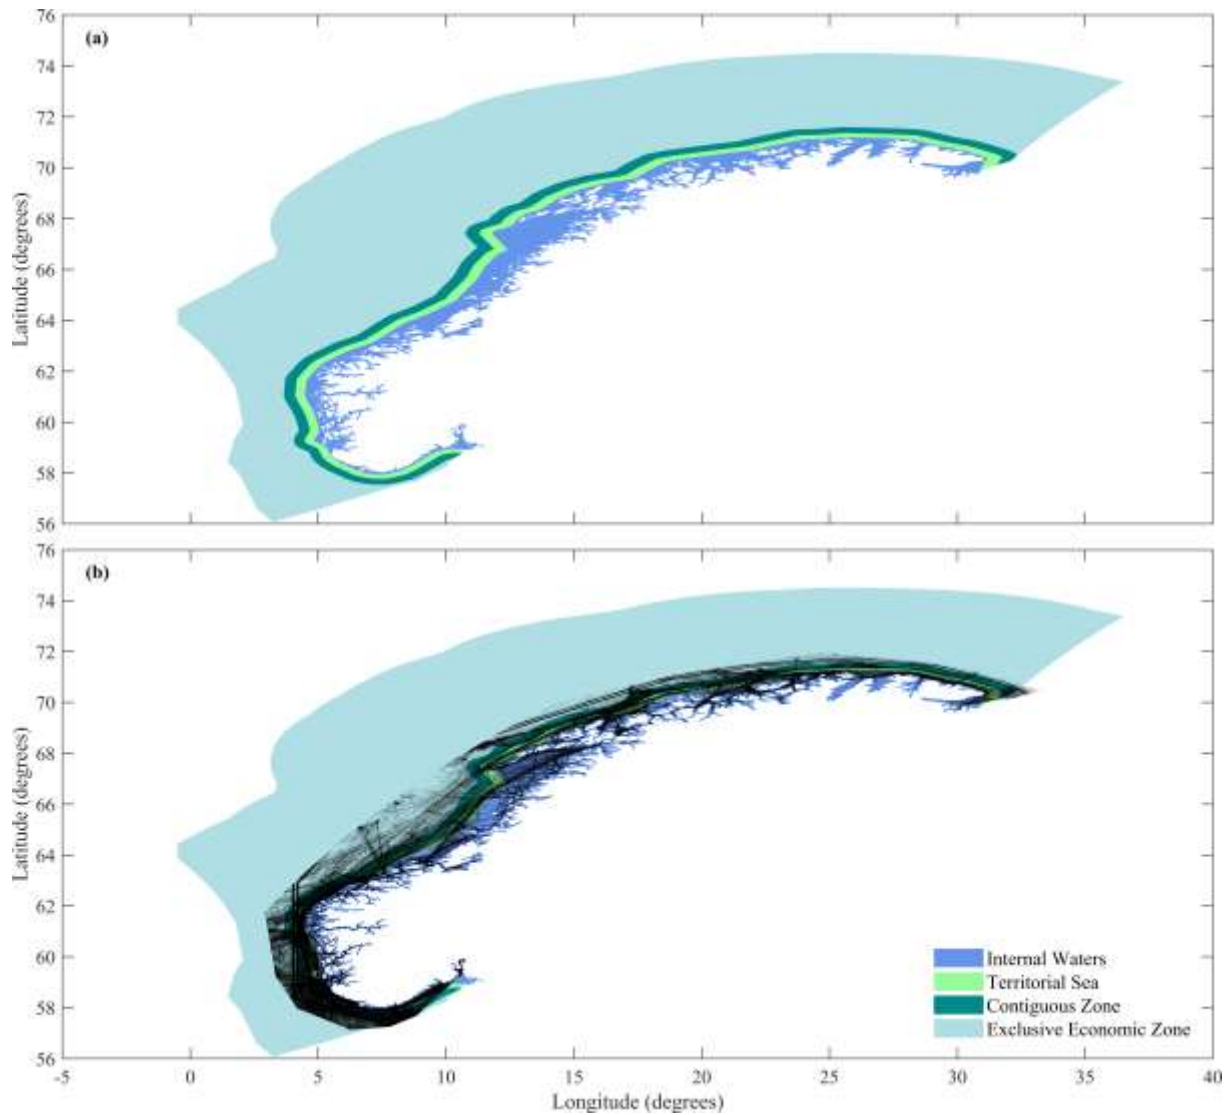 (a)
76
74
72
70
68
66
64
62
60
58
56
Latitude (degrees)
(b)
76
74
72
70
68
66
64
62
60
58
56
Latitude (degrees)
Internal Waters
Territorial Sea
Contiguous Zone
Exclusive Economic Zone
-5 0 5 10 15 20 25 30 35 40
Longitude (degrees)